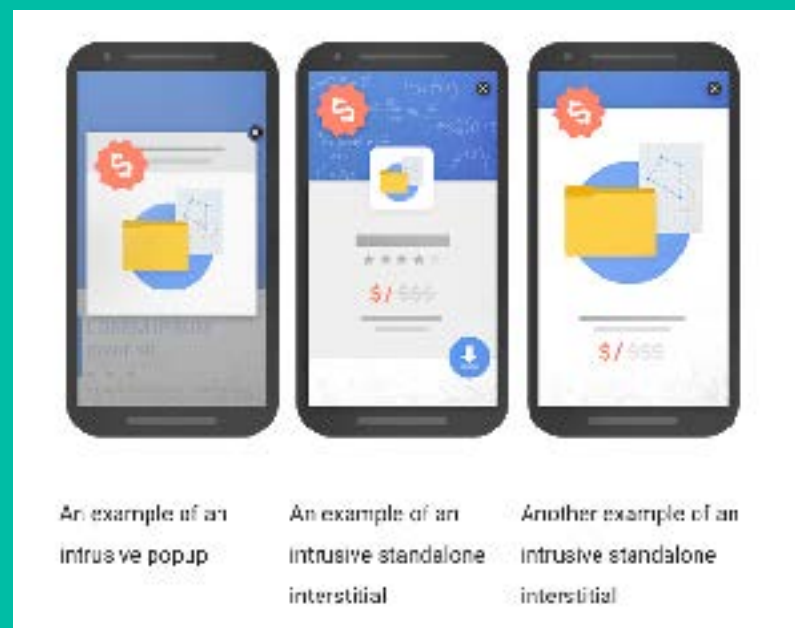 $/ $$$
$/ $$$
An example of an
intrusive popup
An example of an
intrusive standalone
interstitial
Another example of an
intrusive standalone
interstitial